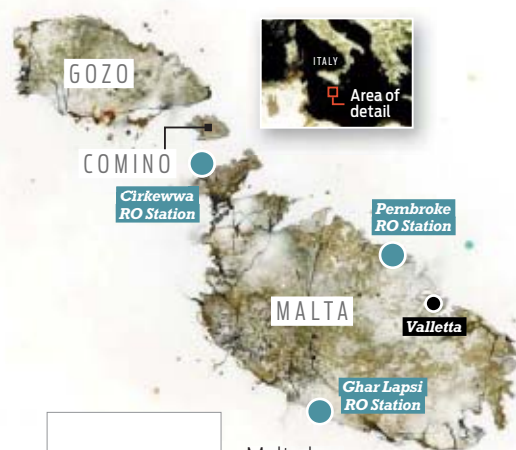 GOZO
ITALY
Area of
detail
COMINO
Cirkewwa
RO Station
Pembroke
RO Station
MALTA
Valletta
Ghar Lapsi
RO Station